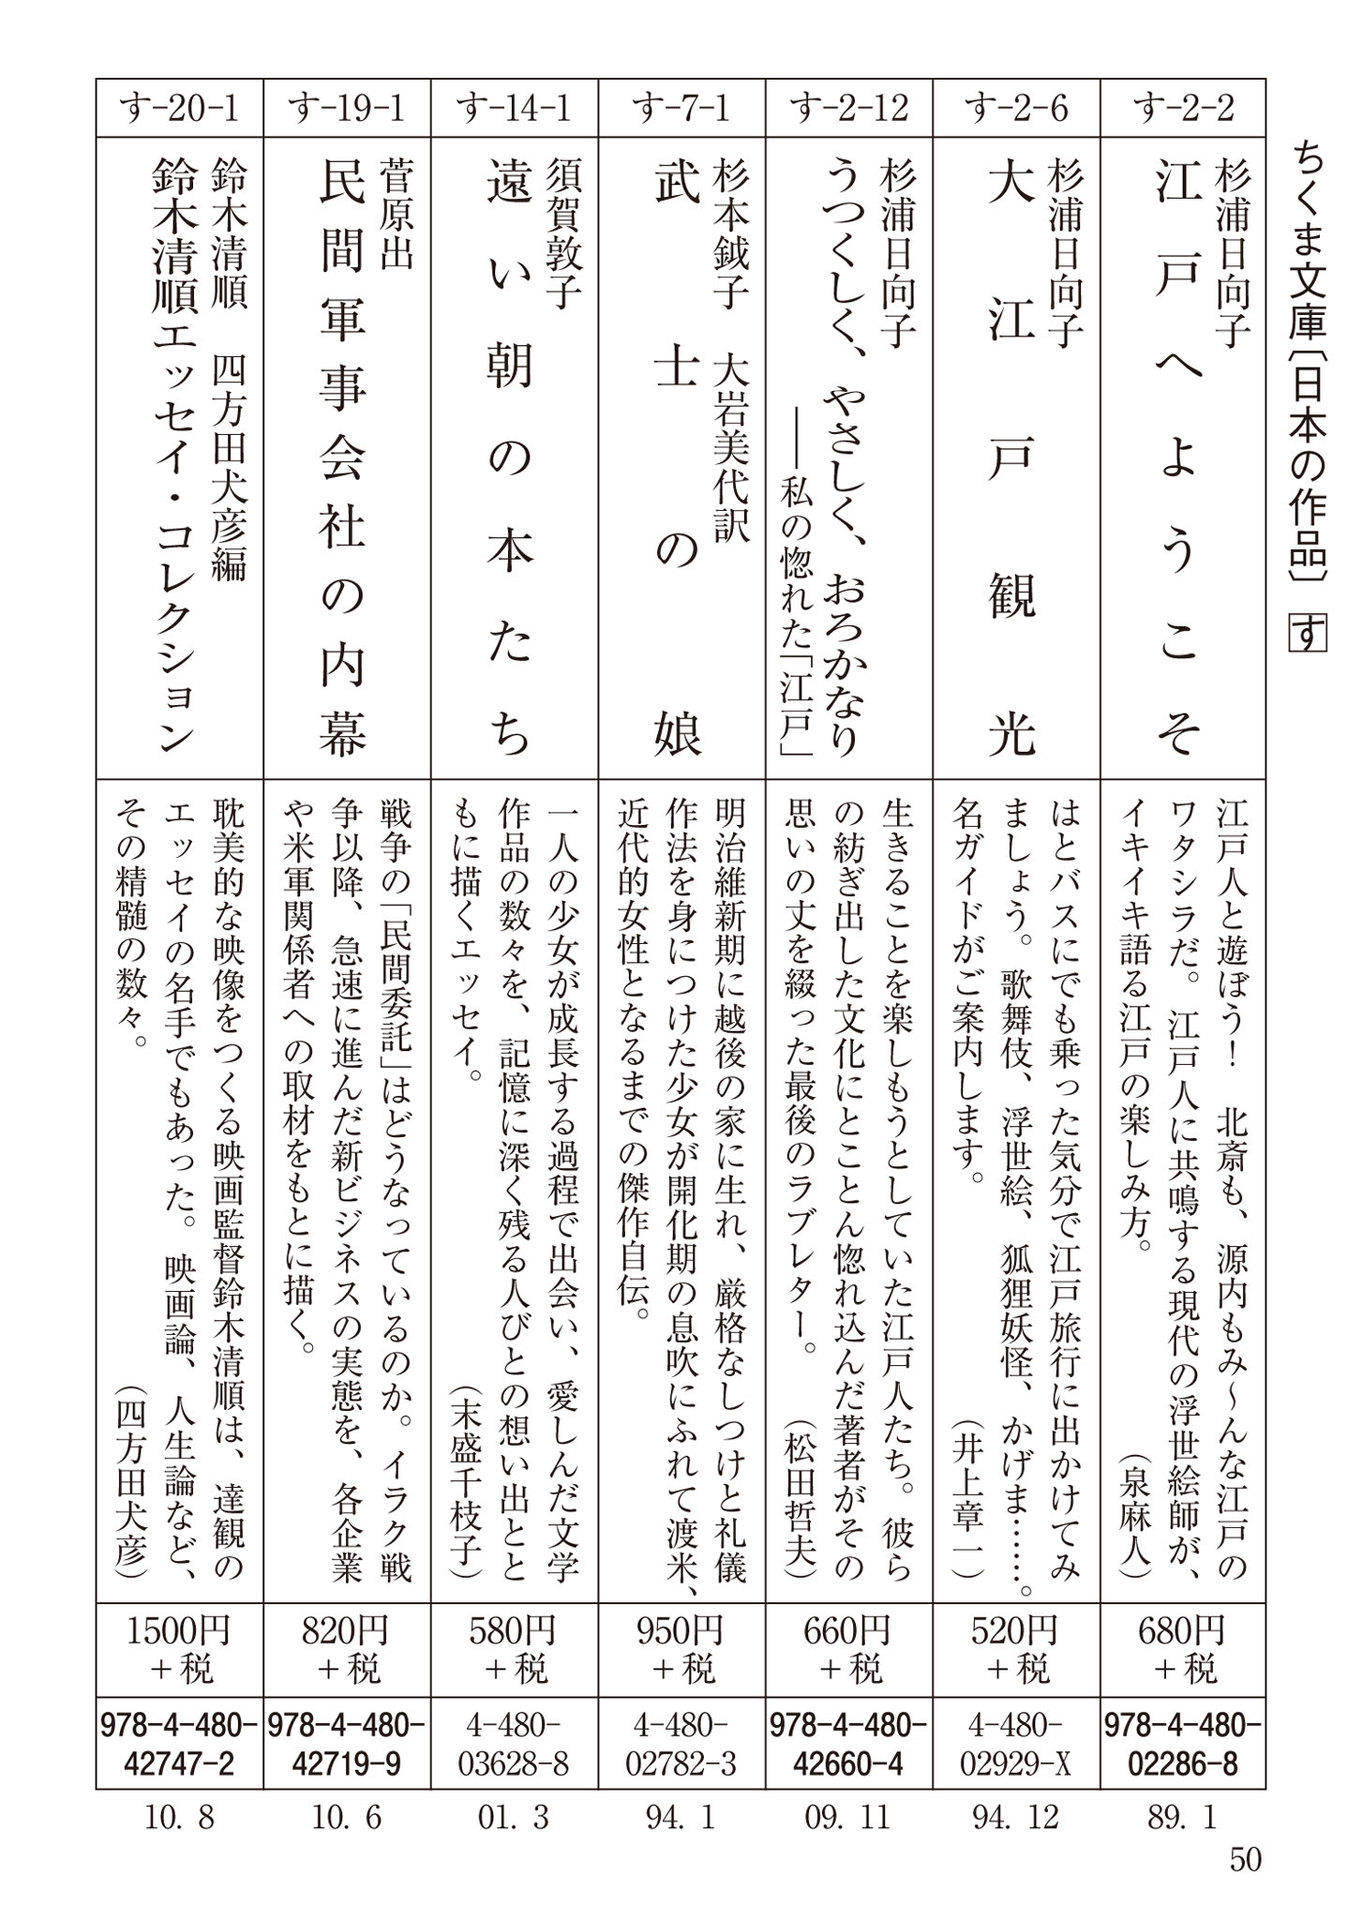 ちくま文庫〔日本の作品〕 す
す-2-2
杉浦日向子
江戸へようこそ
江戸人と遊ぼう！　北斎も、源内もみ〜んな江戸の
ワタシラだ。江戸人に共鳴する現代の浮世絵師が、
イキイキ語る江戸の楽しみ方。　（泉麻人）
680円
＋税
978-4-480-
02286-8
89. 1
す-2-6
杉浦日向子
大江戸観光
はとバスにでも乗った気分で江戸旅行に出かけてみ
ましょう。歌舞伎、浮世絵、狐狸妖怪、かげま……。
名ガイドがご案内します。　（井上章一）
520円
＋税
4-480-
02929-X
94. 12
す-2-12
杉浦日向子
うつくしく、やさしく、おろかなり
――私の惚れた「江戸」
生きることを楽しもうとしていた江戸人たち。彼ら
の紡ぎ出した文化にとことん惚れ込んだ著者がその
思いの丈を綴った最後のラブレター。　（松田哲夫）
660円
＋税
978-4-480-
42660-4
09. 11
す-7-1
杉本鉞子　大岩美代訳
武士の娘
明治維新期に越後の家に生れ、厳格なしつけと礼儀
作法を身につけた少女が開化期の息吹にふれて渡米、
近代的女性となるまでの傑作自伝。
950円
＋税
4-480-
02782-3
94. 1
す-14-1
須賀敦子
遠い朝の本たち
一人の少女が成長する過程で出会い、愛しんだ文学
作品の数々を、記憶に深く残る人びとの想い出とと
もに描くエッセイ。　（末盛千枝子）
580円
＋税
4-480-
03628-8
01. 3
す-19-1
菅原出
民間軍事会社の内幕
戦争の「民間委託」はどうなっているのか。イラク戦
争以降、急速に進んだ新ビジネスの実態を、各企業
や米軍関係者への取材をもとに描く。
820円
＋税
978-4-480-
42719-9
10. 6
す-20-1
鈴木清順　四方田犬彦編
鈴木清順エッセイ・コレクション
耽美的な映像をつくる映画監督鈴木清順は、達観の
エッセイの名手でもあった。映画論、人生論など、
その精髄の数々。　（四方田犬彦）
1500円
＋税
978-4-480-
42747-2
10. 8
50